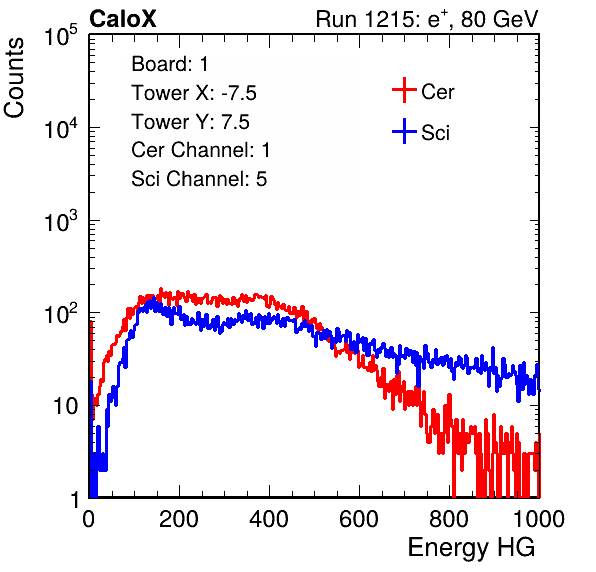 CaloX Run 1215: e⁺, 80 GeV
Counts
Board: 1
Tower X: -7.5
Tower Y: 7.5
Cer Channel: 1
Sci Channel: 5
Cer
Sci
10⁵
10⁴
10³
10²
10
1
0 200 400 600 800 1000
Energy HG